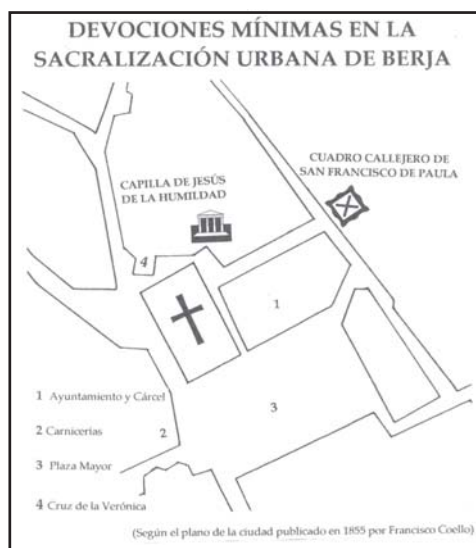 DEVOCIONES MÍNIMAS EN LA
SACRALIZACIÓN URBANA DE BERJA
CUADRO CALLEJERO DE
SAN FRANCISCO DE PAULA
CAPILLA DE JESÚS
DE LA HUMILDAD
4
1
1 Ayuntamiento y Cárcel
2 Carnicerías
2
3
3 Plaza Mayor
4 Cruz de la Verónica
(Según el plano de la ciudad publicado en 1855 por Francisco Coello)